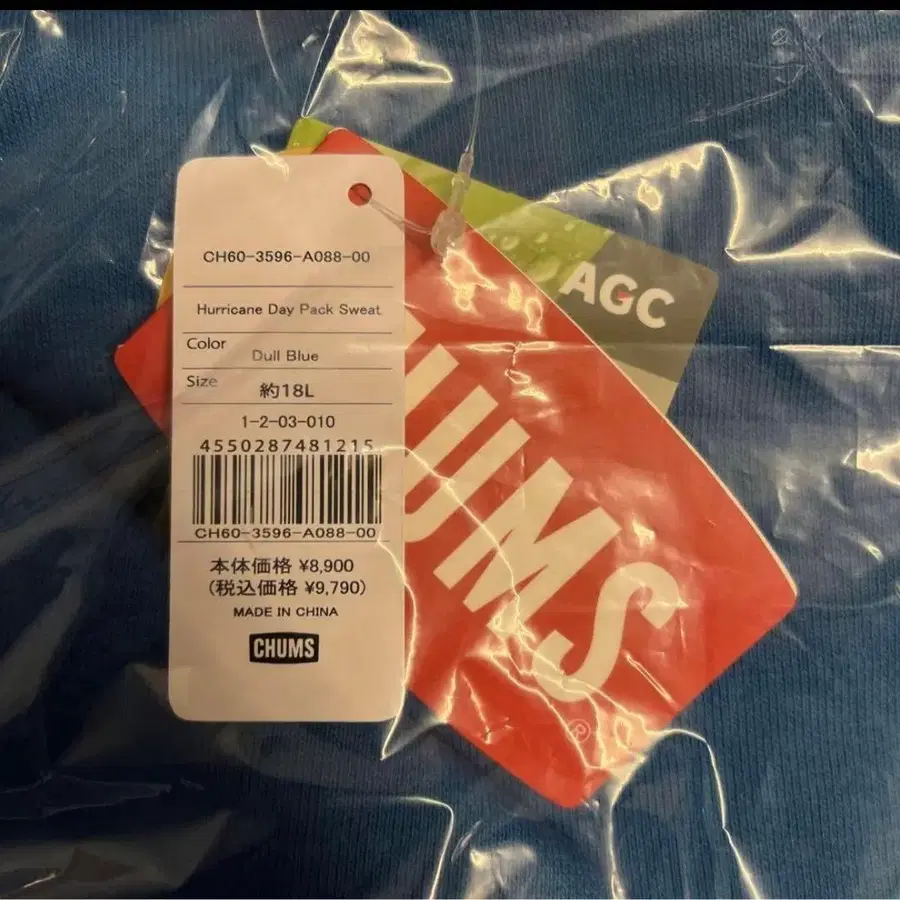 CH60-3596-A088-00
Hurricane Day Pack Sweat
Color
Dull Blue
Size
約18L
1-2-03-010
4550287481215
CH60-3596-A088-00
本体価格 ¥8,900
(税込価格 ¥9,790)
MADE IN CHINA
CHUMS
AGC
UMS
®